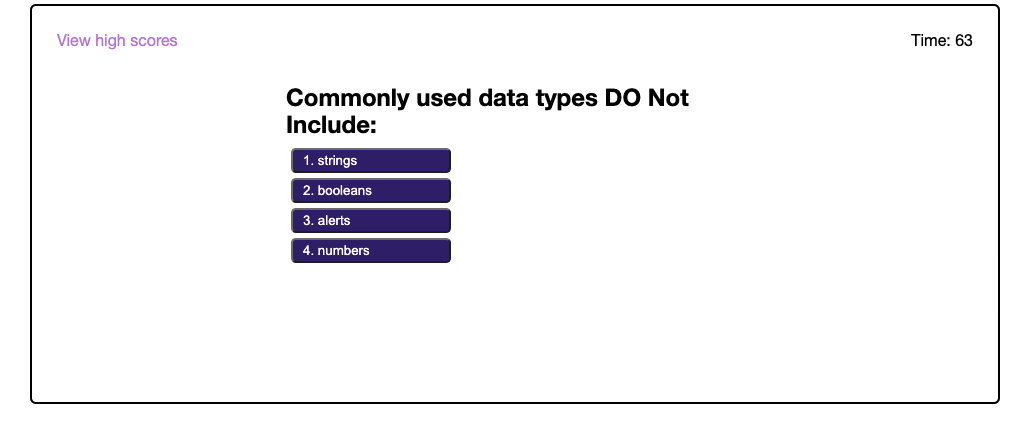 View high scores
Time: 63
Commonly used data types DO Not
Include:
1. strings
2. booleans
3. alerts
4. numbers